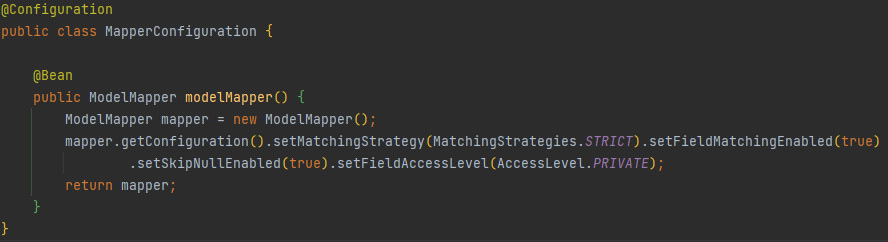 @Configuration
public class MapperConfiguration {
@Bean
public ModelMapper modelMapper() {
ModelMapper mapper = new ModelMapper();
mapper.getConfiguration().setMatchingStrategy(MatchingStrategies.STRICT).setFieldMatchingEnabled(true)
.setSkipNullEnabled(true).setFieldAccessLevel(AccessLevel.PRIVATE);
return mapper;
}
}